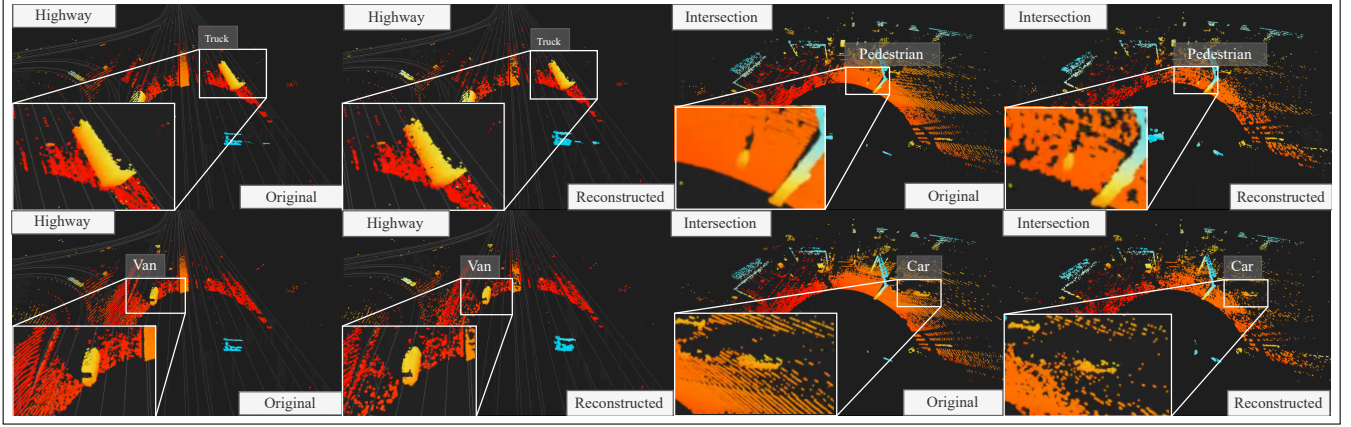 Highway
Truck
Original
Highway
Truck
Reconstructed
Intersection
Pedestrian
Original
Intersection
Pedestrian
Reconstructed
Highway
Van
Original
Highway
Van
Reconstructed
Intersection
Car
Original
Intersection
Car
Reconstructed